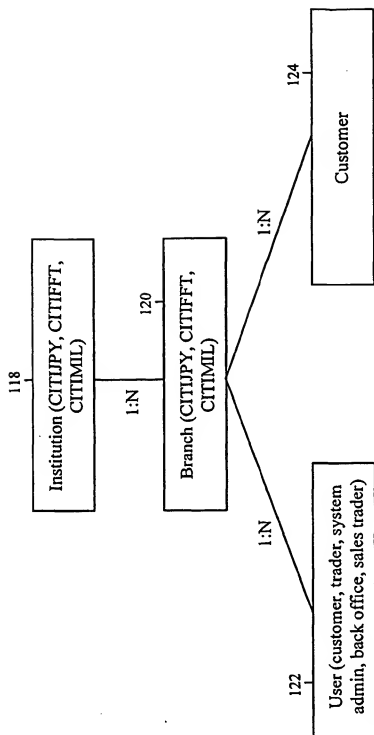 118
Institution (CITIJPY, CITIFFT,
CITIMIL)
1:N
120
Branch (CITIJPY, CITIFFT,
CITIMIL)
1:N
1:N
122
User (customer, trader, system
admin, back office, sales trader)
124
Customer